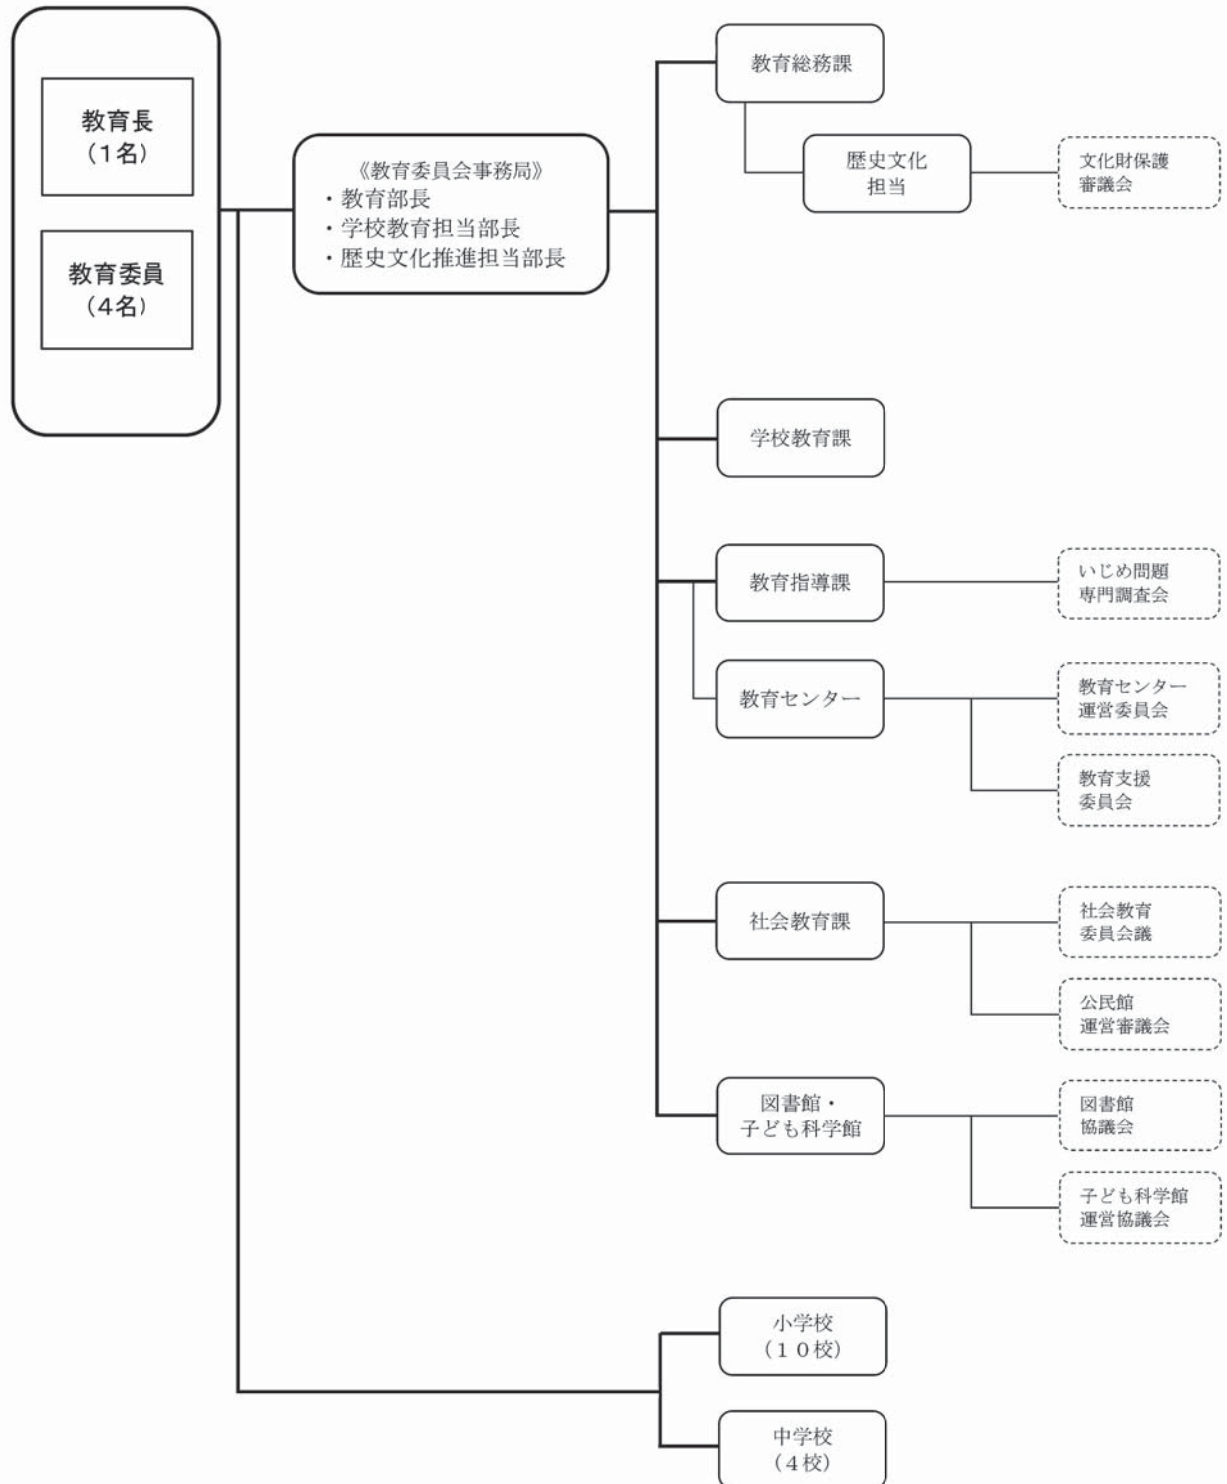 教育長
(1名)
教育委員
(4名)
《教育委員会事務局》
・教育部長
・学校教育担当部長
・歴史文化推進担当部長
教育総務課
歴史文化
担当
文化財保護
審議会
学校教育課
教育指導課
いじめ問題
専門調査会
教育センター
教育センター
運営委員会
教育支援
委員会
社会教育課
社会教育
委員会議
公民館
運営審議会
図書館・
子ども科学館
図書館
協議会
子ども科学館
運営協議会
小学校
(10校)
中学校
(4校)